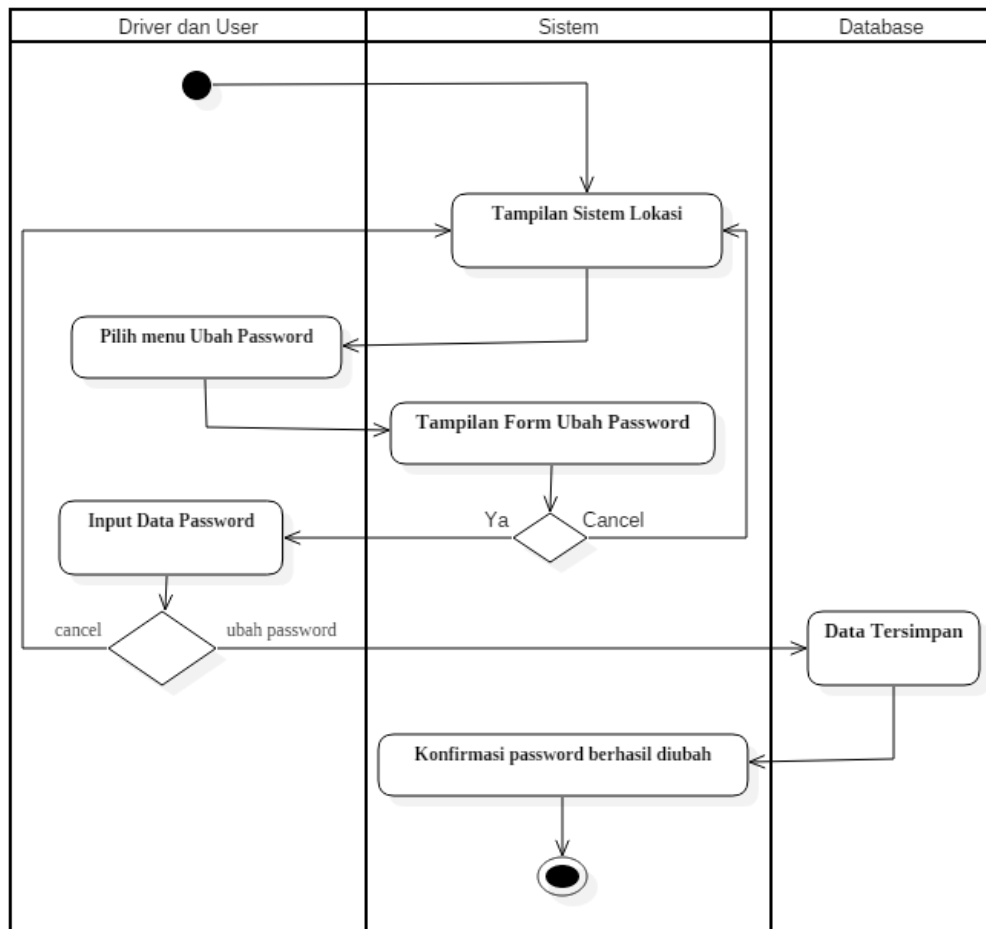 Driver dan User
Sistem
Database
Tampilan Sistem Lokasi
Pilih menu Ubah Password
Tampilan Form Ubah Password
Input Data Password
Ya
Cancel
cancel
ubah password
Data Tersimpan
Konfirmasi password berhasil diubah